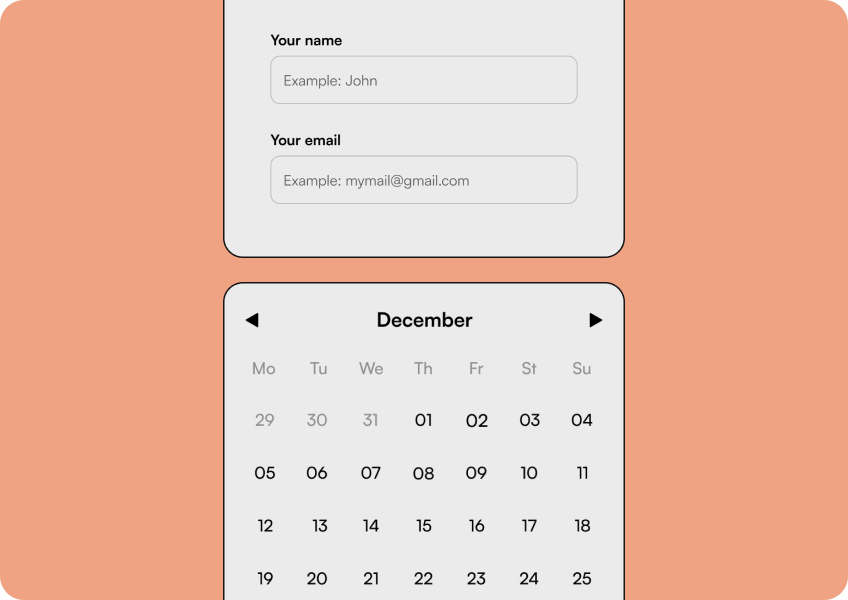 Your name
Example: John
Your email
Example: mymail@gmail.com
December
Mo Tu We Th Fr St Su
29 30 31 01 02 03 04
05 06 07 08 09 10 11
12 13 14 15 16 17 18
19 20 21 22 23 24 25